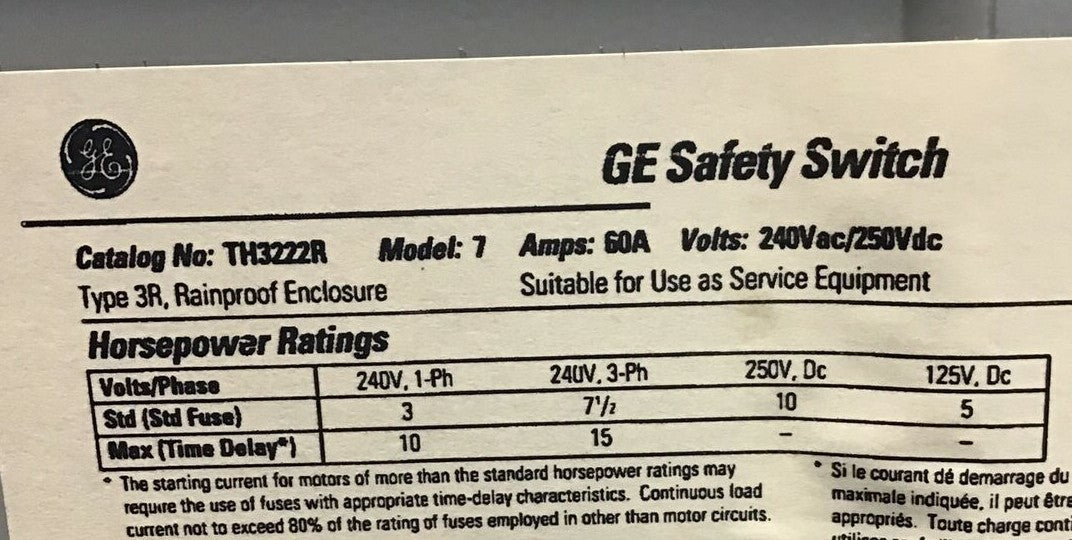 GE
GE Safety Switch
Catalog No: TH3222R Model: 7 Amps: 60A Volts: 240Vac/250Vdc
Type 3R, Rainproof Enclosure Suitable for Use as Service Equipment
Horsepower Ratings
Volts/Phase 240V, 1-Ph 240V, 3-Ph 250V, Dc 125V, Dc
Std (Std Fuse) 3 7½ 10 5
Max (Time Delay*) 10 15 – –
* The starting current for motors of more than the standard horsepower ratings may
require the use of fuses with appropriate time-delay characteristics. Continuous load
current not to exceed 80% of the rating of fuses employed in other than motor circuits.
* Si le courant dé demarrage du
maximale indiquée, il peut être
appropriés. Toute charge conti